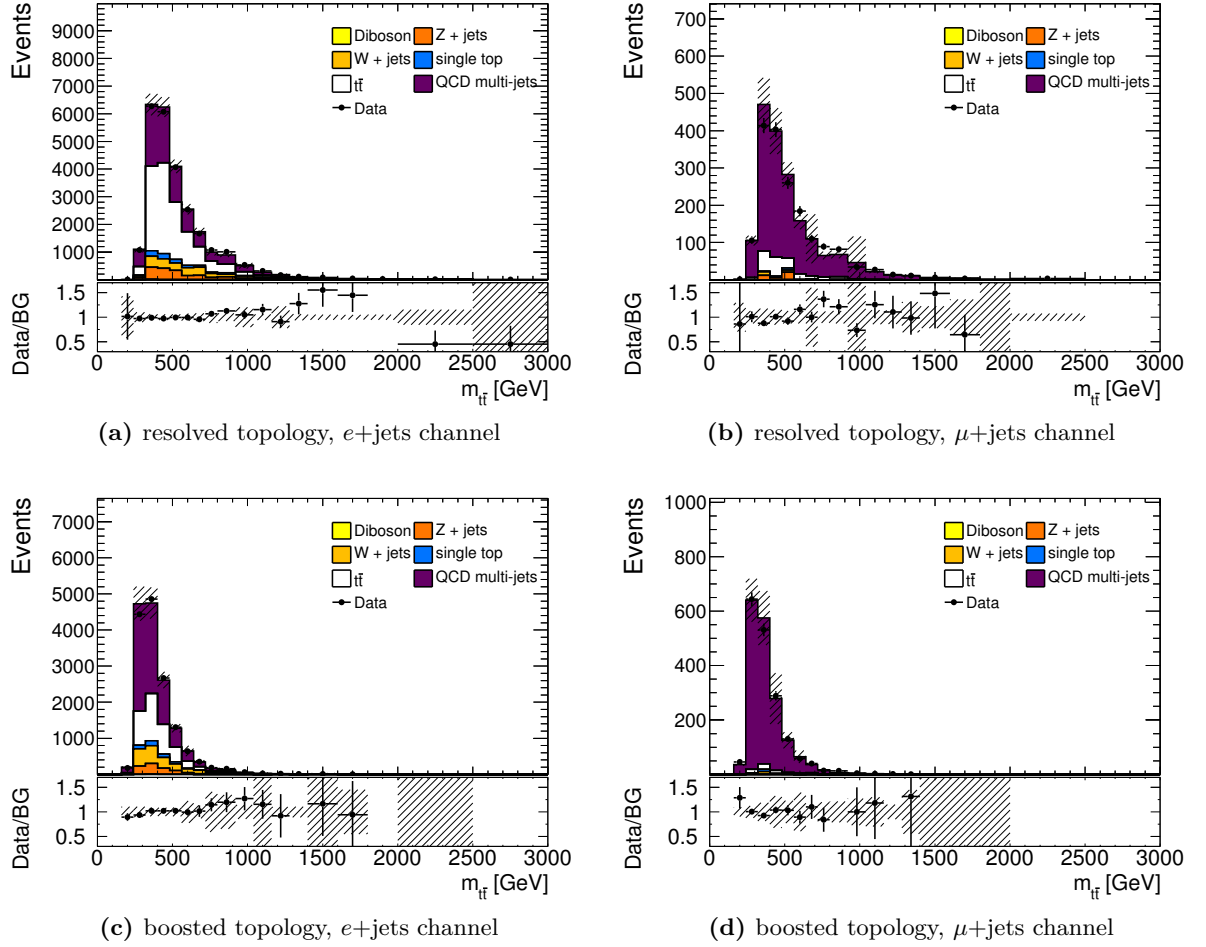 Events
9000
8000
7000
6000
5000
4000
3000
2000
1000
Diboson Z + jets
W + jets single top
tt̄ QCD multi-jets
Data
Data/BG
1.5
1
0.5
0 500 1000 1500 2000 2500 3000
m_tt̄ [GeV]
(a) resolved topology, e+jets channel
Events
700
600
500
400
300
200
100
Diboson Z + jets
W + jets single top
tt̄ QCD multi-jets
Data
Data/BG
1.5
1
0.5
0 500 1000 1500 2000 2500 3000
m_tt̄ [GeV]
(b) resolved topology, μ+jets channel
Events
7000
6000
5000
4000
3000
2000
1000
Diboson Z + jets
W + jets single top
tt̄ QCD multi-jets
Data
Data/BG
1.5
1
0.5
0 500 1000 1500 2000 2500 3000
m_tt̄ [GeV]
(c) boosted topology, e+jets channel
Events
1000
800
600
400
200
Diboson Z + jets
W + jets single top
tt̄ QCD multi-jets
Data
Data/BG
1.5
1
0.5
0 500 1000 1500 2000 2500 3000
m_tt̄ [GeV]
(d) boosted topology, μ+jets channel